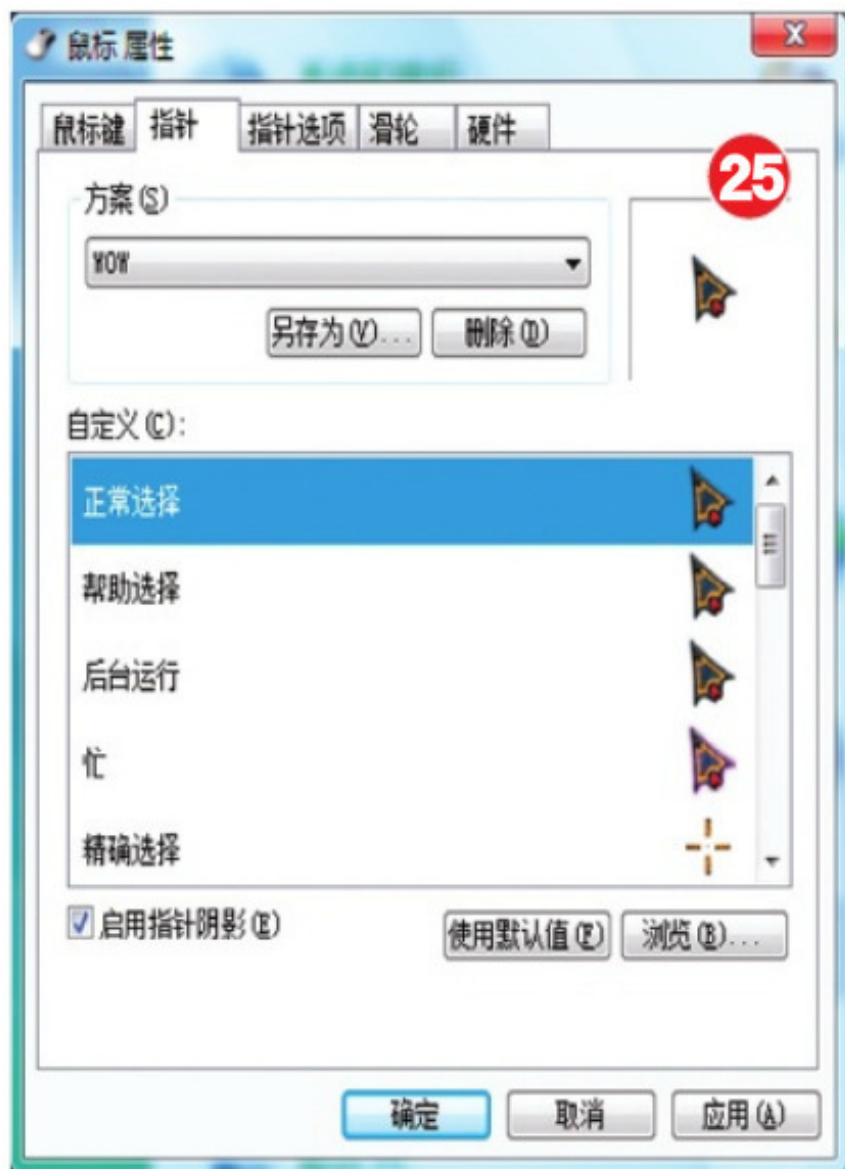 鼠标 属性
鼠标键 指针 指针选项 滑轮 硬件
25
方案(S)
WOW
另存为(V)... 删除(D)
自定义(C):
正常选择
帮助选择
后台运行
忙
精确选择
启用指针阴影(E)
使用默认值(F) 浏览(B)...
确定 取消 应用(A)